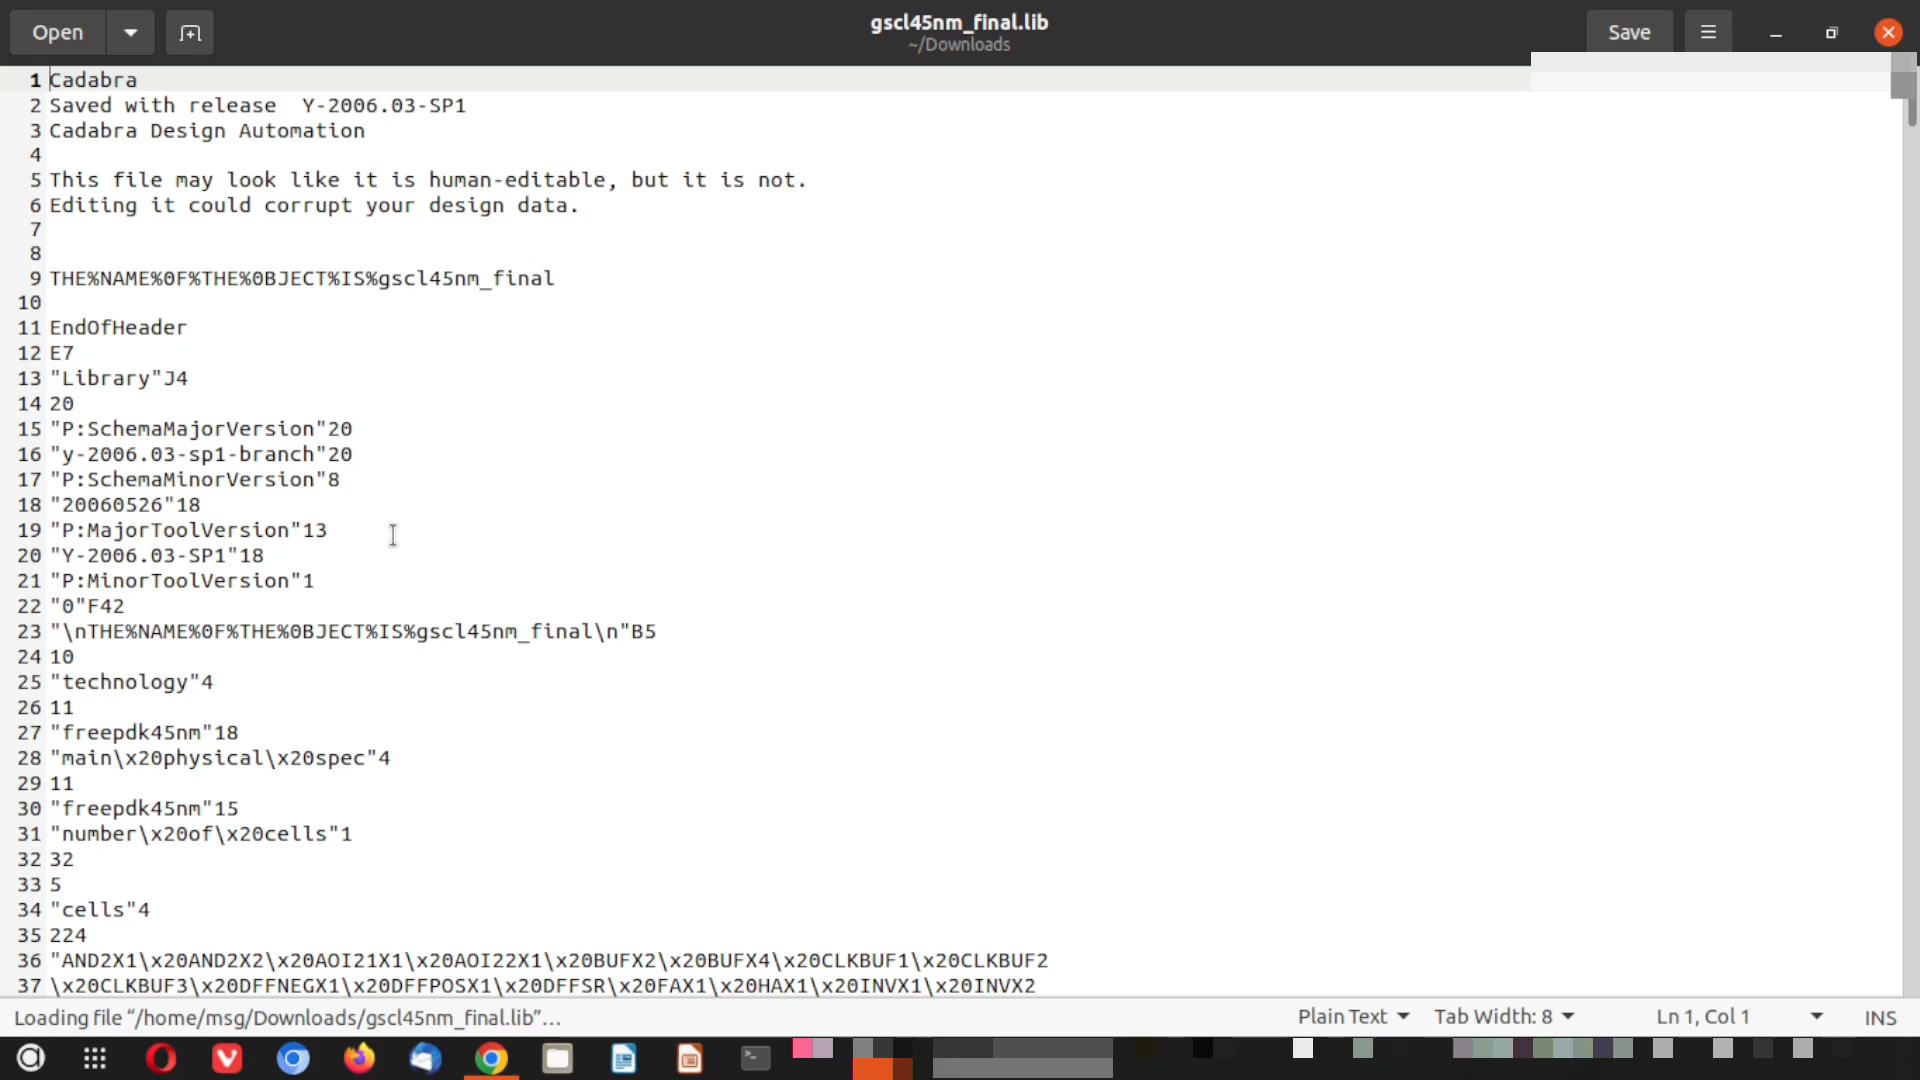 Open
gscl45nm_final.lib
~/Downloads
Save
1 Cadabra
2 Saved with release  Y-2006.03-SP1
3 Cadabra Design Automation
4
5 This file may look like it is human-editable, but it is not.
6 Editing it could corrupt your design data.
7
8
9 THE%NAME%0F%THE%0BJECT%IS%gscl45nm_final
10
11 EndOfHeader
12 E7
13 "Library"J4
14 20
15 "P:SchemaMajorVersion"20
16 "y-2006.03-sp1-branch"20
17 "P:SchemaMinorVersion"8
18 "20060526"18
19 "P:MajorToolVersion"13
20 "Y-2006.03-SP1"18
21 "P:MinorToolVersion"1
22 "0"F42
23 "\nTHE%NAME%0F%THE%0BJECT%IS%gscl45nm_final\n"B5
24 10
25 "technology"4
26 11
27 "freepdk45nm"18
28 "main\x20physical\x20spec"4
29 11
30 "freepdk45nm"15
31 "number\x20of\x20cells"1
32 32
33 5
34 "cells"4
35 224
36 "AND2X1\x20AND2X2\x20AOI21X1\x20AOI22X1\x20BUFX2\x20BUFX4\x20CLKBUF1\x20CLKBUF2
37 \x20CLKBUF3\x20DFFNEGX1\x20DFFPOSX1\x20DFFSR\x20FAX1\x20HAX1\x20INVX1\x20INVX2
Loading file “/home/msg/Downloads/gscl45nm_final.lib”…
Plain Text
Tab Width: 8
Ln 1, Col 1
INS